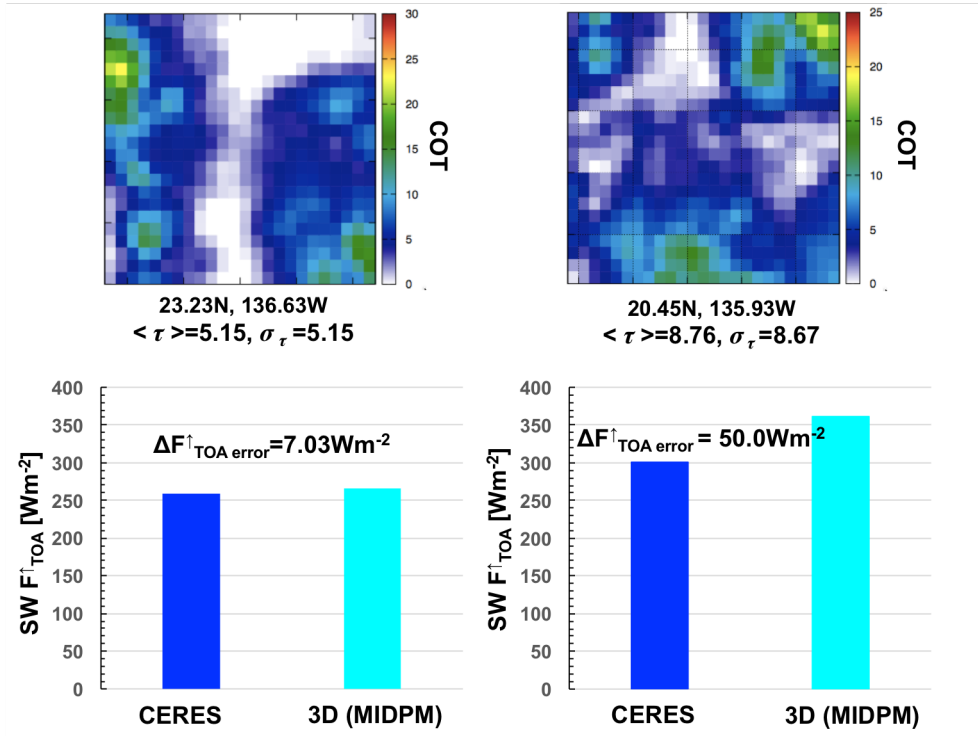 30
25
20
15
10
5
0
COT
23.23N, 136.63W
< τ >=5.15, σ τ =5.15
25
20
15
10
5
0
COT
20.45N, 135.93W
< τ >=8.76, σ τ =8.67
400
350
300
250
200
150
100
50
0
SW F↑TOA [Wm-2]
ΔF↑TOA error=7.03Wm-2
CERES 3D (MIDPM)
400
350
300
250
200
150
100
50
0
SW F↑TOA [Wm-2]
ΔF↑TOA error = 50.0Wm-2
CERES 3D (MIDPM)